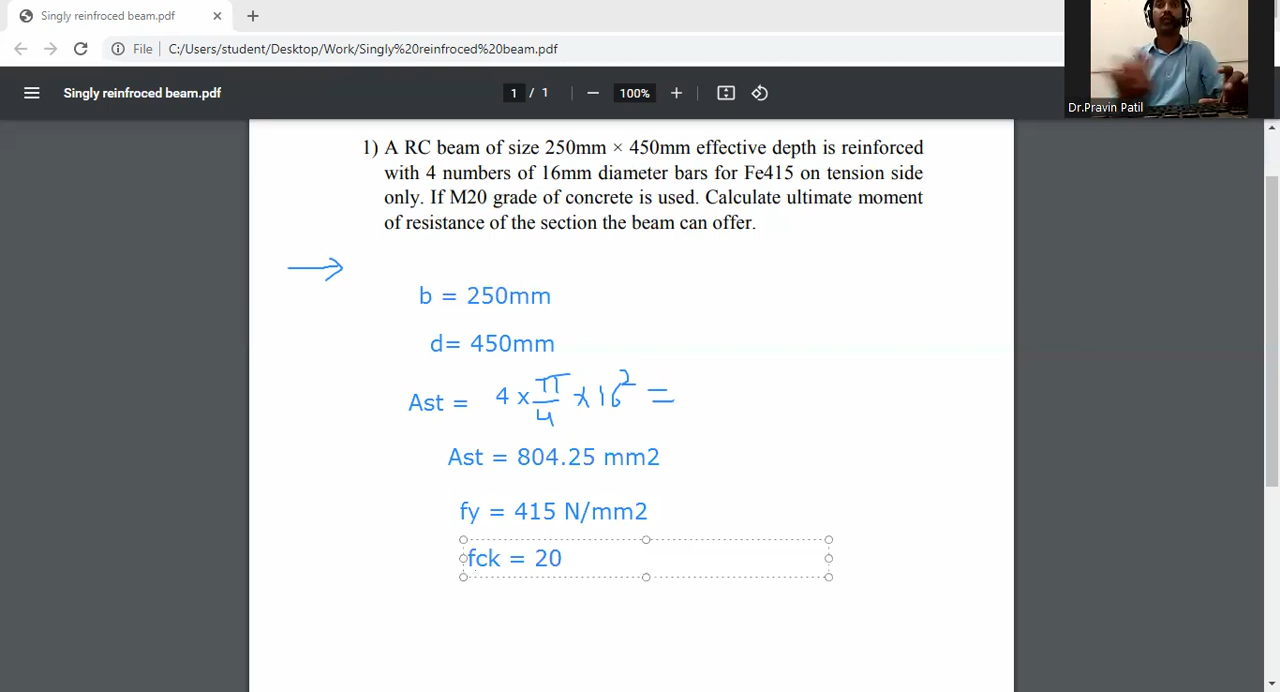 Singly reinfroced beam.pdf
File C:/Users/student/Desktop/Work/Singly%20reinfroced%20beam.pdf
Singly reinfroced beam.pdf 1 / 1 100%
Dr.Pravin Patil
1) A RC beam of size 250mm × 450mm effective depth is reinforced
with 4 numbers of 16mm diameter bars for Fe415 on tension side
only. If M20 grade of concrete is used. Calculate ultimate moment
of resistance of the section the beam can offer.
b = 250mm
d= 450mm
Ast = 4 x π/4 x 16² =
Ast = 804.25 mm2
fy = 415 N/mm2
fck = 20